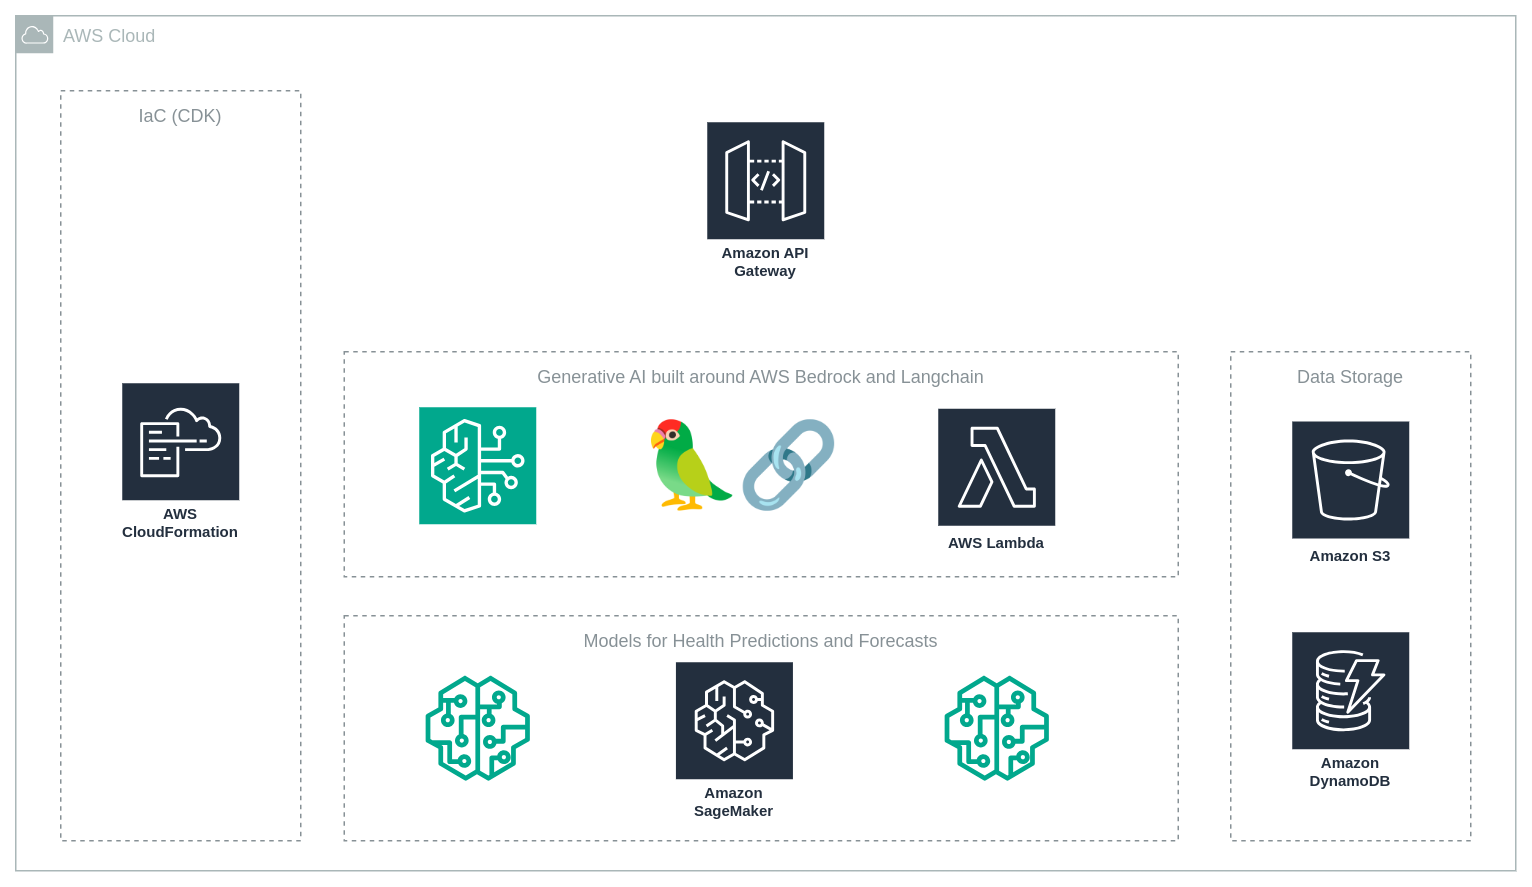 AWS Cloud
IaC (CDK)
Amazon API
Gateway
Generative AI built around AWS Bedrock and Langchain
Data Storage
AWS
CloudFormation
AWS Lambda
Amazon S3
Models for Health Predictions and Forecasts
Amazon
SageMaker
Amazon
DynamoDB